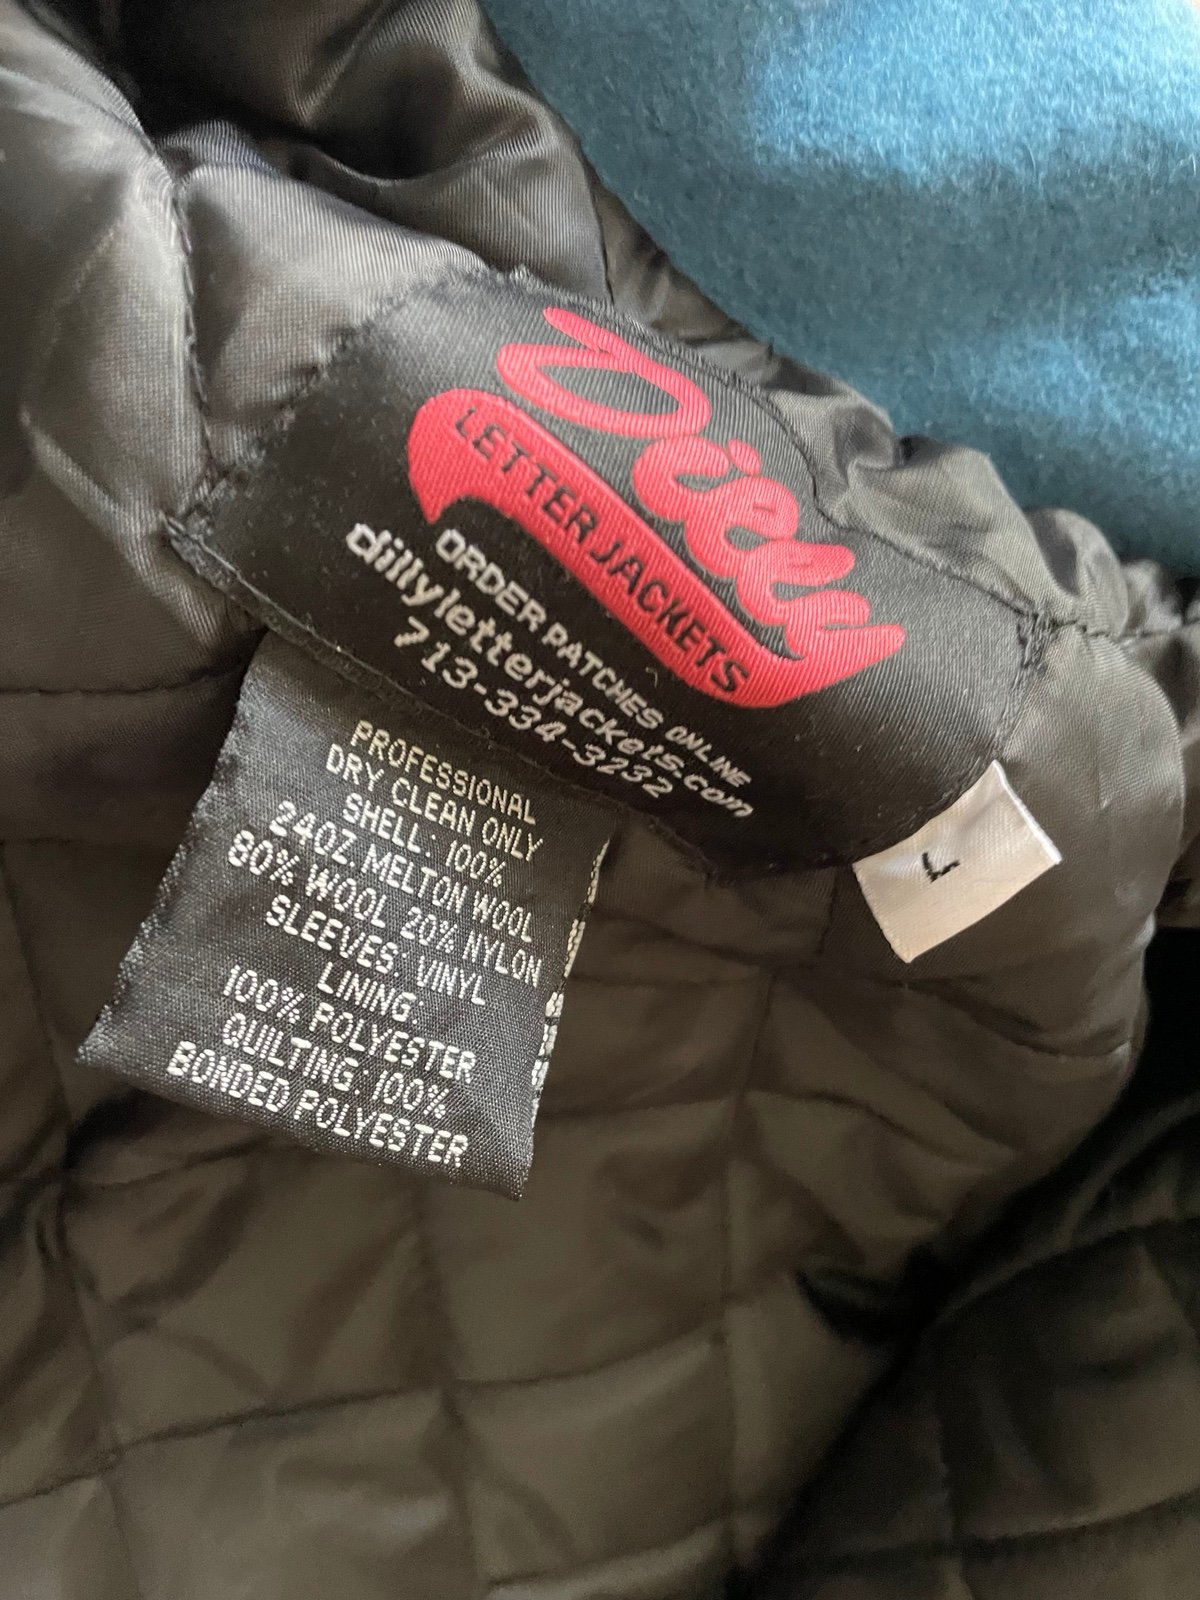 Dilly
LETTER JACKETS
ORDER PATCHES ONLINE
dillyletterjackets.com
713-334-3232
L
PROFESSIONAL
DRY CLEAN ONLY
SHELL: 100%
24OZ MELTON WOOL
80% WOOL 20% NYLON
SLEEVES: VINYL
LINING:
100% POLYESTER
QUILTING: 100%
BONDED POLYESTER